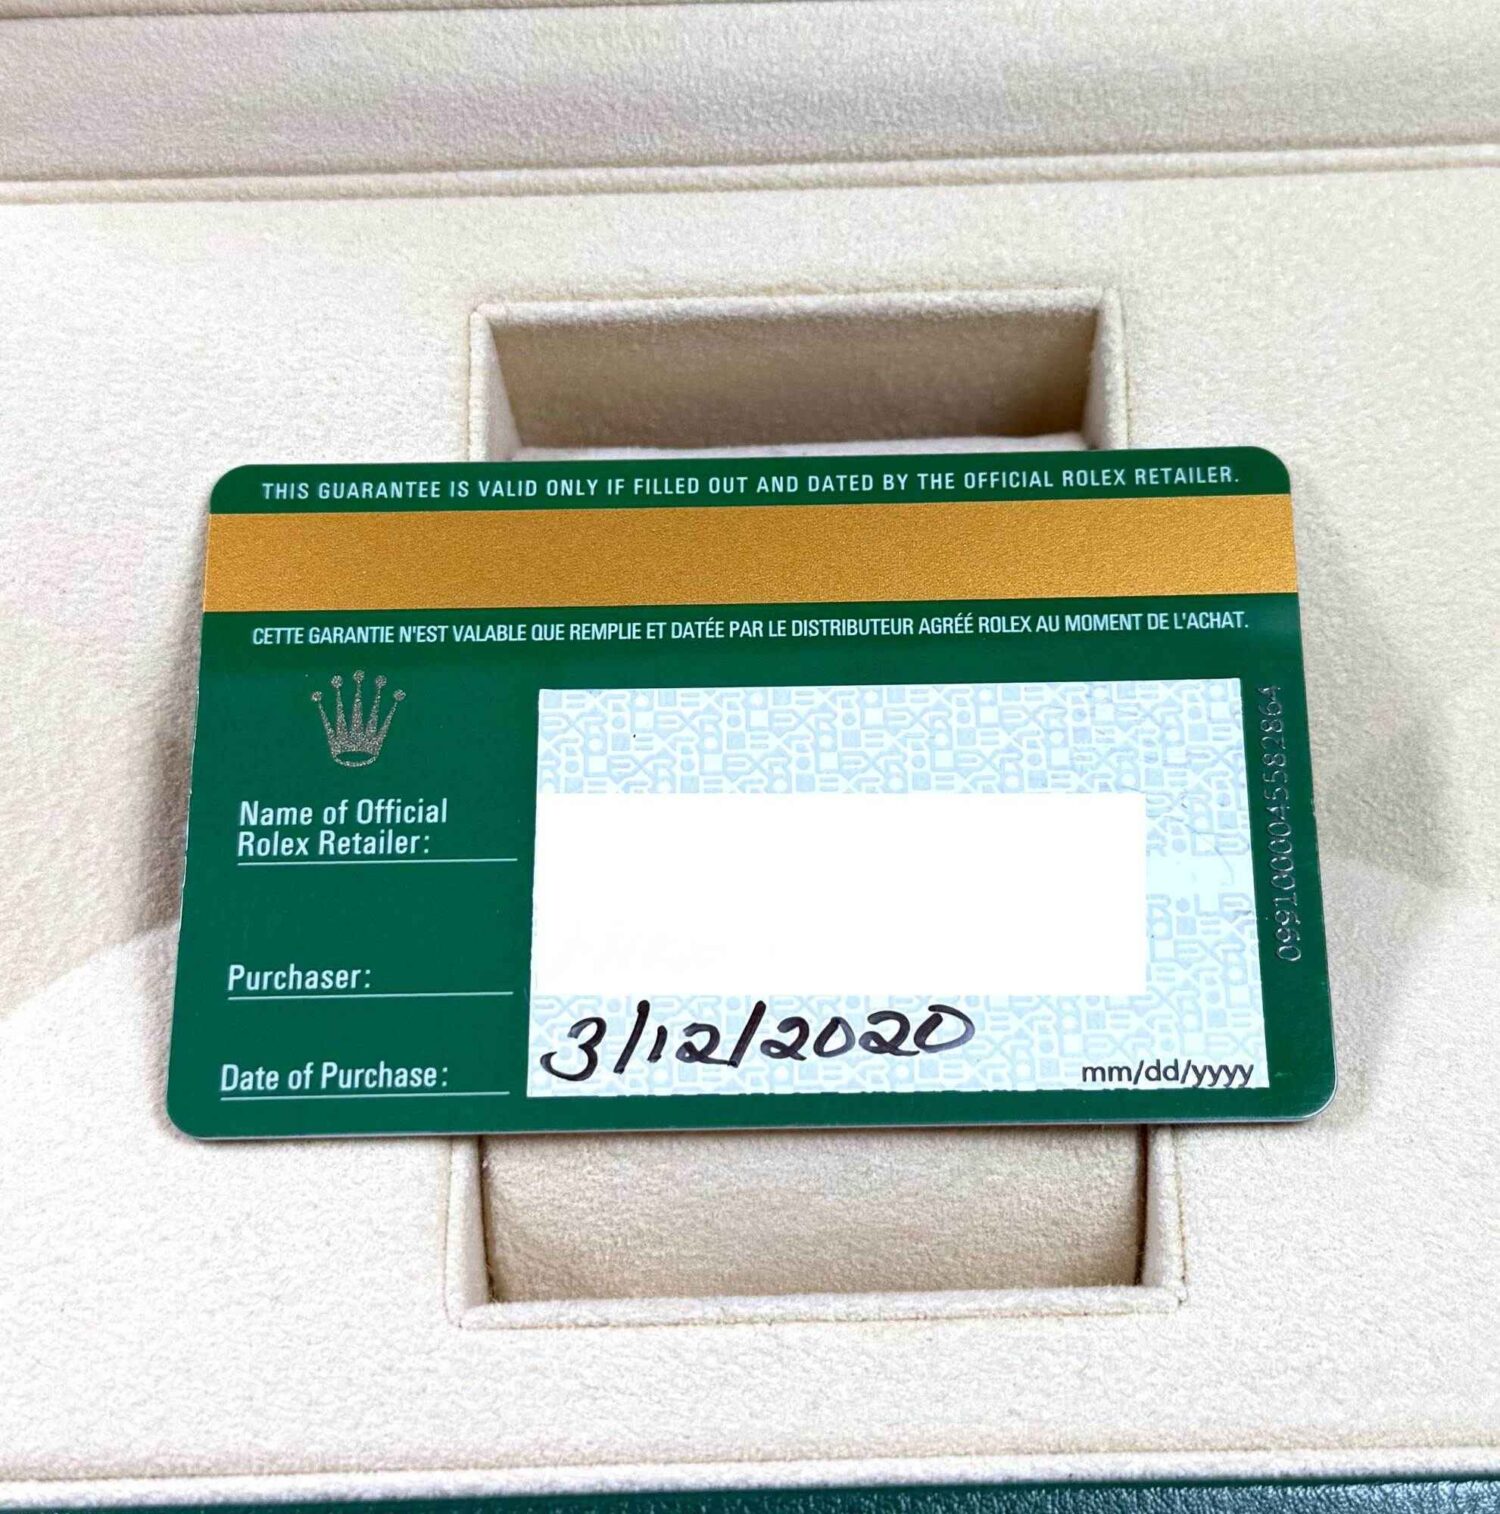 THIS GUARANTEE IS VALID ONLY IF FILLED OUT AND DATED BY THE OFFICIAL ROLEX RETAILER.
CETTE GARANTIE N'EST VALABLE QUE REMPLIE ET DATÉE PAR LE DISTRIBUTEUR AGRÉÉ ROLEX AU MOMENT DE L'ACHAT.
Name of Official
Rolex Retailer:
Purchaser:
Date of Purchase:
3/12/2020
mm/dd/yyyy
0991000045582864